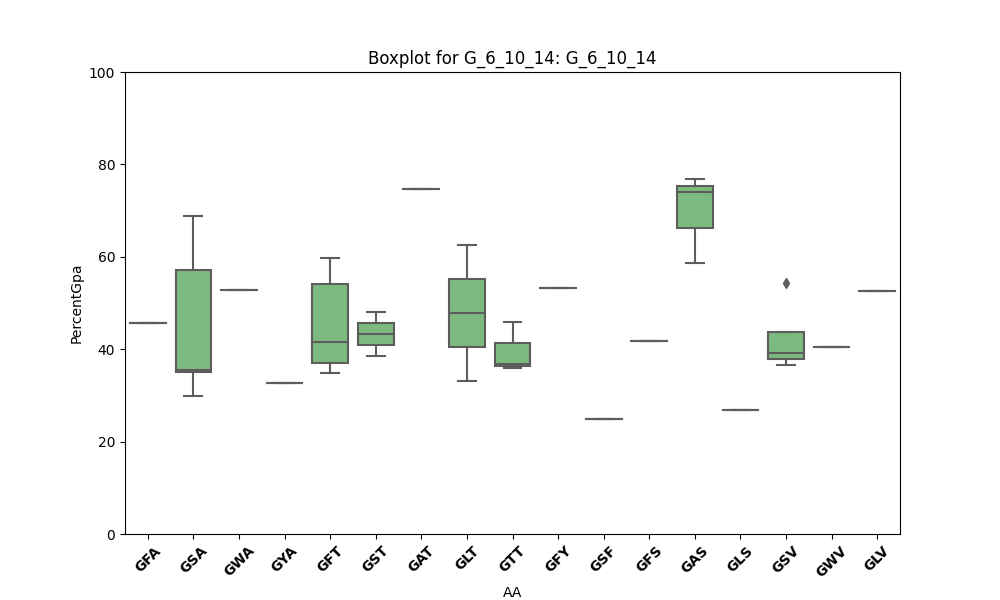 Boxplot for G_6_10_14: G_6_10_14
100
80
60
40
20
0
PercentGpa
GFA GSA GWA GYA GFT GST GAT GLT GTT GFY GSF GFS GAS GLS GSV GWV GLV
AA